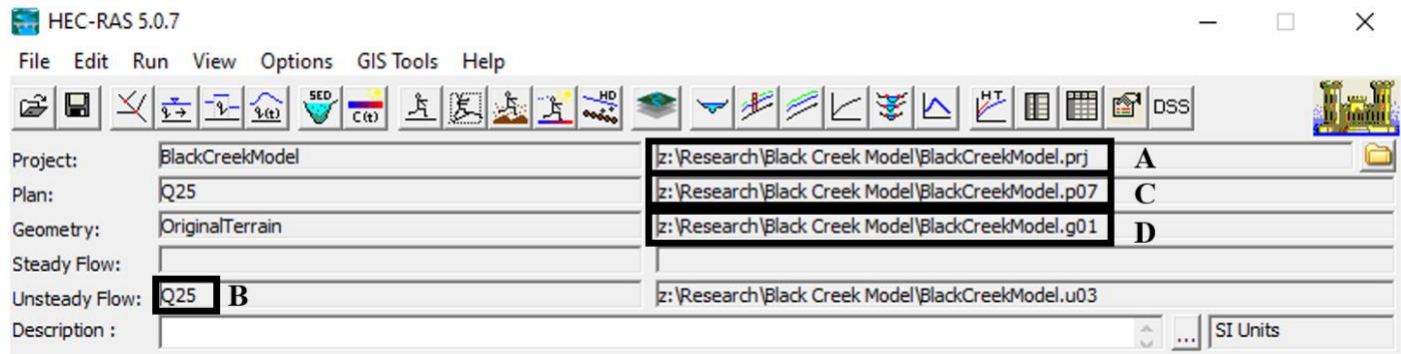 HEC-RAS 5.0.7
File Edit Run View Options GIS Tools Help
SED C(t) q(t) HD HT DSS
Project: BlackCreekModel z:\Research\Black Creek Model\BlackCreekModel.prj A
Plan: Q25 z:\Research\Black Creek Model\BlackCreekModel.p07 C
Geometry: OriginalTerrain z:\Research\Black Creek Model\BlackCreekModel.g01 D
Steady Flow:
Unsteady Flow: Q25 B z:\Research\Black Creek Model\BlackCreekModel.u03
Description : ... SI Units